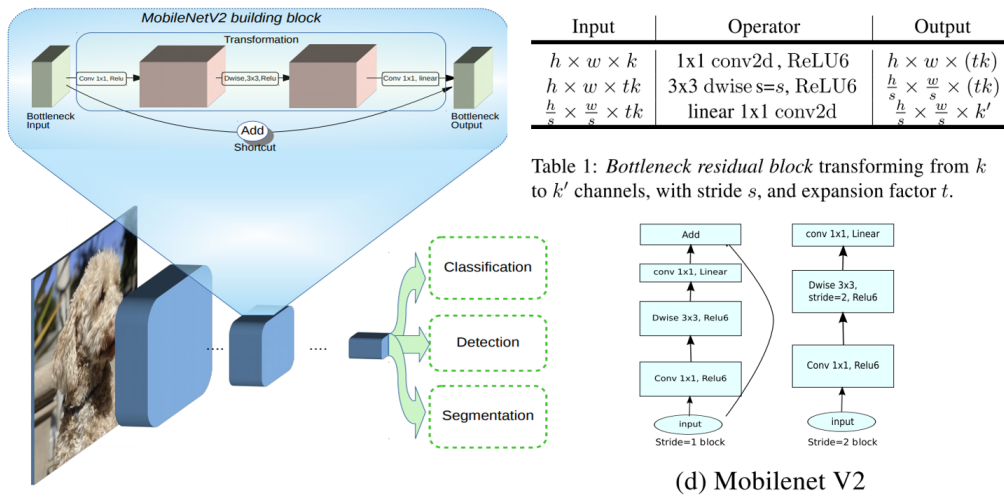 MobileNetV2 building block
Transformation
Conv 1x1, Relu
Dwise,3x3,Relu
Conv 1x1, linear
Bottleneck
Input
Bottleneck
Output
Add
Shortcut
Classification
Detection
Segmentation
.... ....
Input Operator Output
h × w × k 1x1 conv2d, ReLU6 h × w × (tk)
h × w × tk 3x3 dwise s=s, ReLU6 h/s × w/s × (tk)
h/s × w/s × tk linear 1x1 conv2d h/s × w/s × k′
Table 1: Bottleneck residual block transforming from k
to k′ channels, with stride s, and expansion factor t.
Add
conv 1x1, Linear
Dwise 3x3, Relu6
Conv 1x1, Relu6
input
Stride=1 block
conv 1x1, Linear
Dwise 3x3,
stride=2, Relu6
Conv 1x1, Relu6
input
Stride=2 block
(d) Mobilenet V2